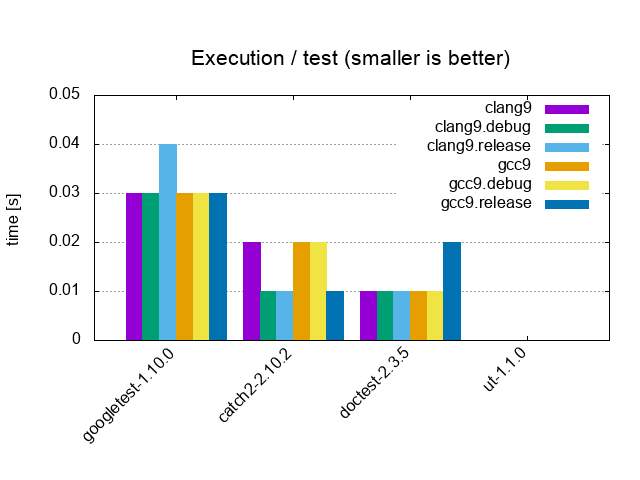 Execution / test (smaller is better)
time [s]
0.05
0.04
0.03
0.02
0.01
0
clang9
clang9.debug
clang9.release
gcc9
gcc9.debug
gcc9.release
googletest-1.10.0
catch2-2.10.2
doctest-2.3.5
ut-1.1.0